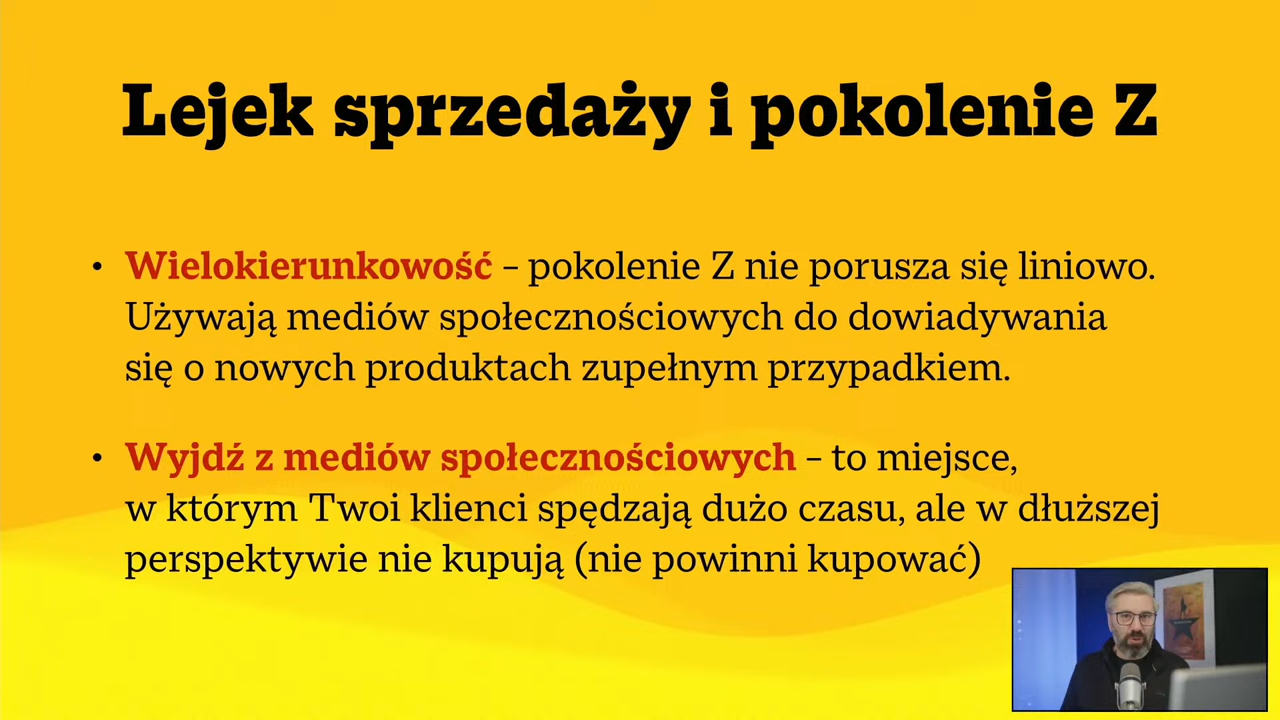 Lejek sprzedaży i pokolenie Z
• Wielokierunkowość – pokolenie Z nie porusza się liniowo.
Używają mediów społecznościowych do dowiadywania
się o nowych produktach zupełnym przypadkiem.
• Wyjdź z mediów społecznościowych – to miejsce,
w którym Twoi klienci spędzają dużo czasu, ale w dłuższej
perspektywie nie kupują (nie powinni kupować)